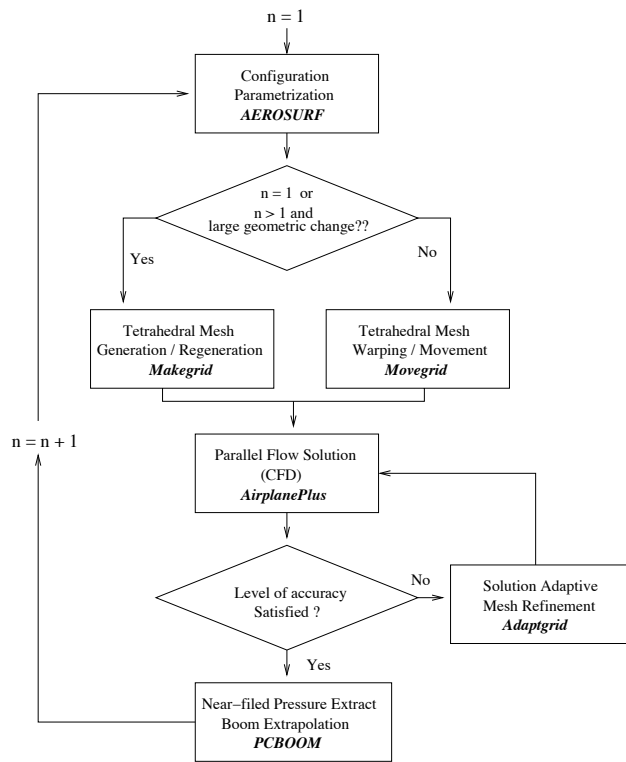 n = 1
Configuration
Parametrization
AEROSURF
n = 1 or
n > 1 and
large geometric change??
Yes
No
Tetrahedral Mesh
Generation / Regeneration
Makegrid
Tetrahedral Mesh
Warping / Movement
Movegrid
n = n + 1
Parallel Flow Solution
(CFD)
AirplanePlus
Level of accuracy
Satisfied ?
No
Solution Adaptive
Mesh Refinement
Adaptgrid
Yes
Near−filed Pressure Extract
Boom Extrapolation
PCBOOM